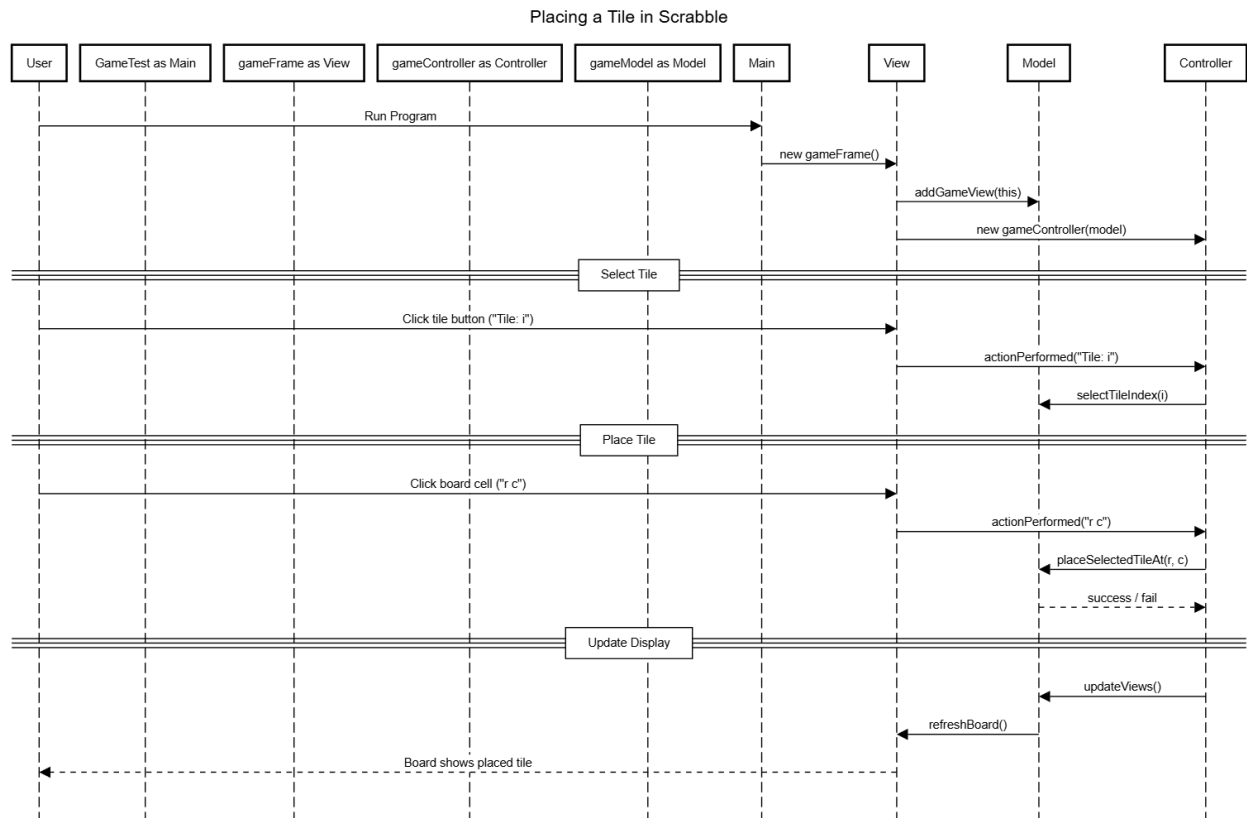 Placing a Tile in Scrabble
User
GameTest as Main
gameFrame as View
gameController as Controller
gameModel as Model
Main
View
Model
Controller
Run Program
new gameFrame()
addGameView(this)
new gameController(model)
Select Tile
Click tile button ("Tile: i")
actionPerformed("Tile: i")
selectTileIndex(i)
Place Tile
Click board cell ("r c")
actionPerformed("r c")
placeSelectedTileAt(r, c)
success / fail
Update Display
updateViews()
refreshBoard()
Board shows placed tile